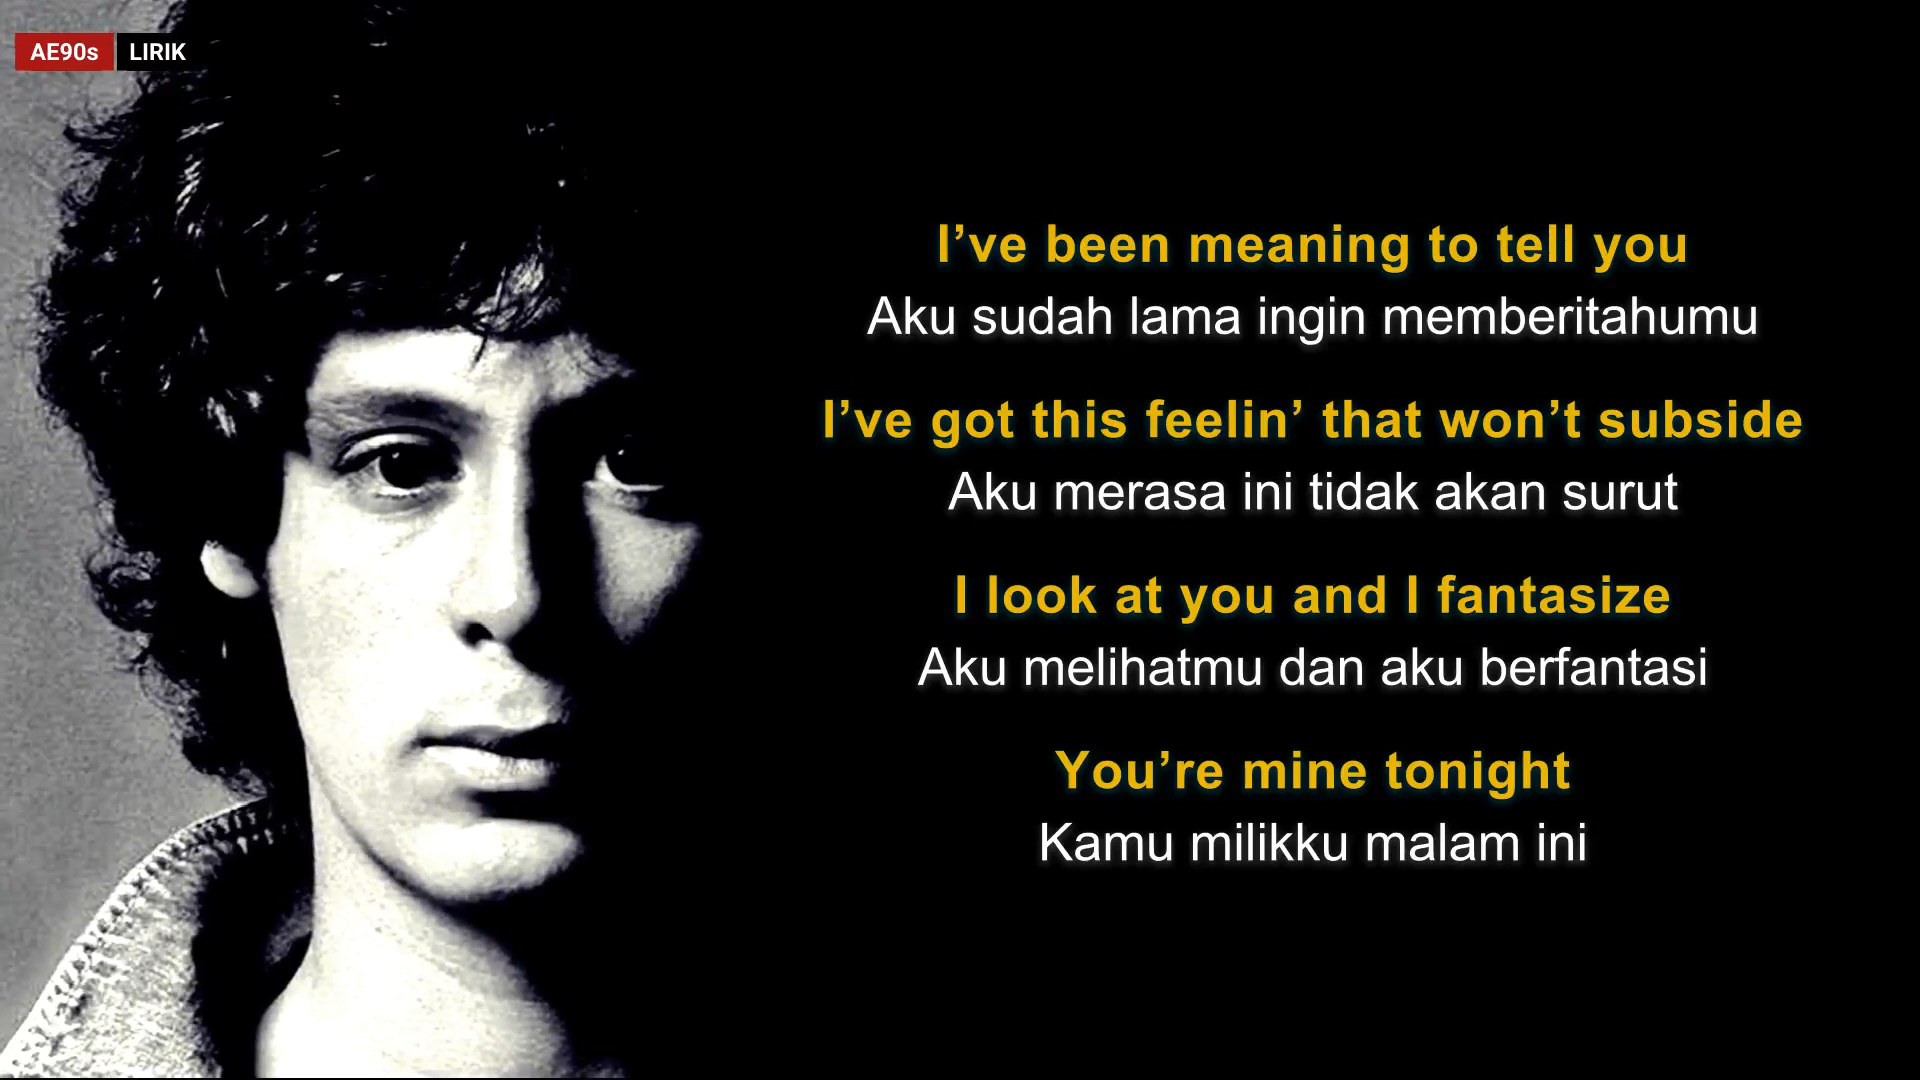 AE90s LIRIK
I’ve been meaning to tell you
Aku sudah lama ingin memberitahumu
I’ve got this feelin’ that won’t subside
Aku merasa ini tidak akan surut
I look at you and I fantasize
Aku melihatmu dan aku berfantasi
You’re mine tonight
Kamu milikku malam ini